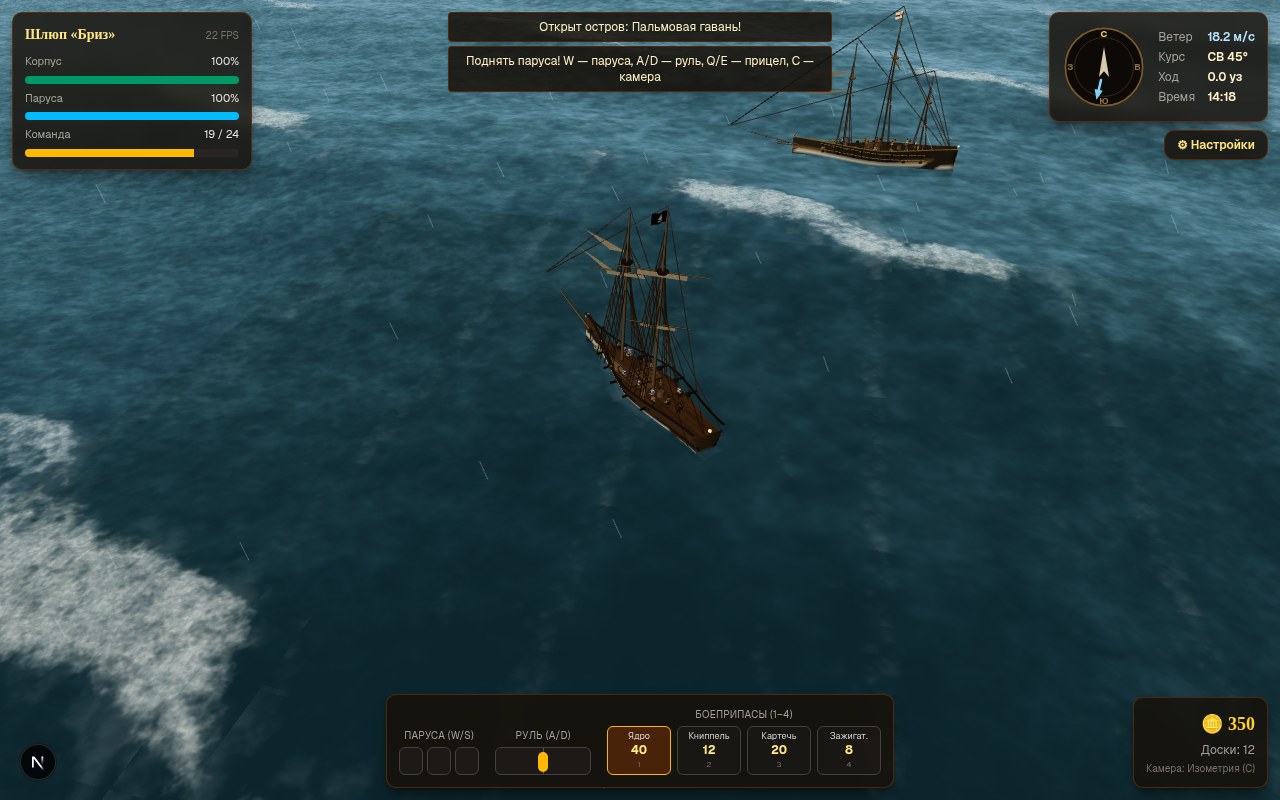 Шлюп «Бриз»
22 FPS
Корпус
100%
Паруса
100%
Команда
19 / 24
Открыт остров: Пальмовая гавань!
Поднять паруса! W — паруса, A/D — руль, Q/E — прицел, C —
камера
С
З
В
Ю
Ветер 18.2 м/с
Курс СВ 45°
Ход 0.0 уз
Время 14:18
⚙ Настройки
ПАРУСА (W/S)
РУЛЬ (A/D)
БОЕПРИПАСЫ (1–4)
Ядро
40
1
Книппель
12
2
Картечь
20
3
Зажигат.
8
4
350
Доски: 12
Камера: Изометрия (C)
N